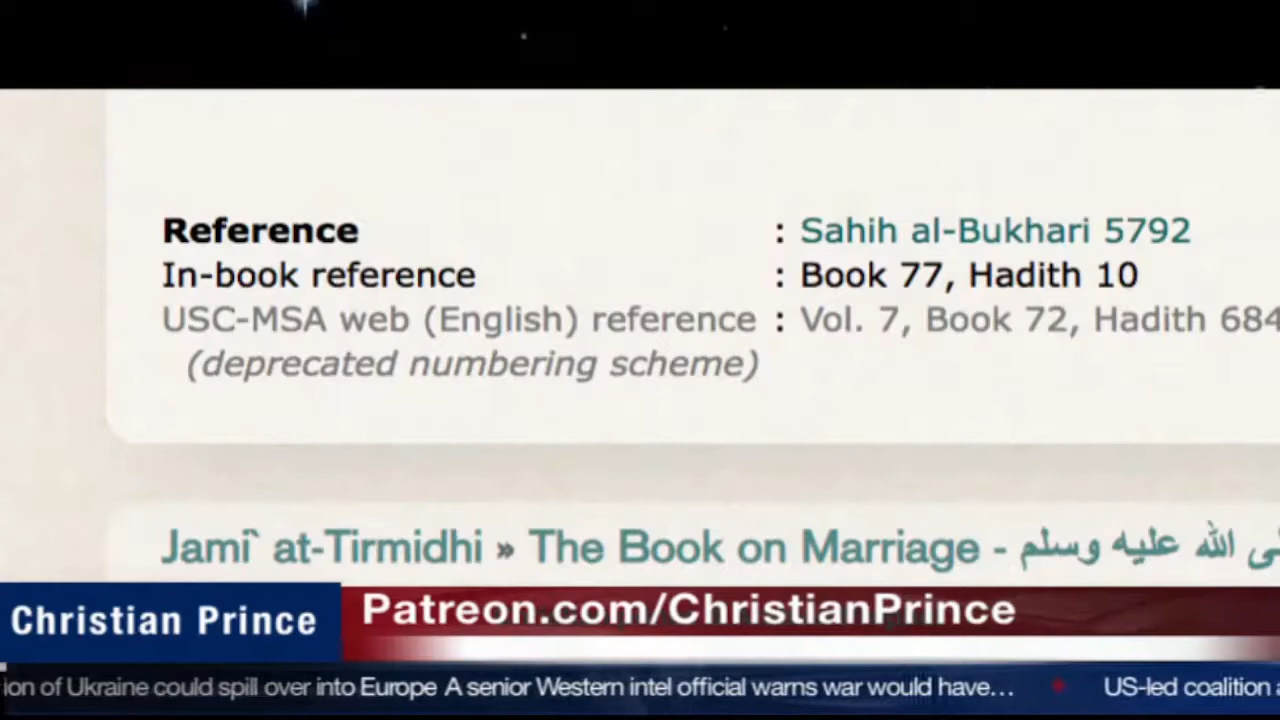 Reference : Sahih al-Bukhari 5792
In-book reference : Book 77, Hadith 10
USC-MSA web (English) reference : Vol. 7, Book 72, Hadith 684
(deprecated numbering scheme)
Jami` at-Tirmidhi » The Book on Marriage - الله عليه وسلم
Christian Prince
Patreon.com/ChristianPrince
of Ukraine could spill over into Europe A senior Western intel official warns war would have… US-led coalition